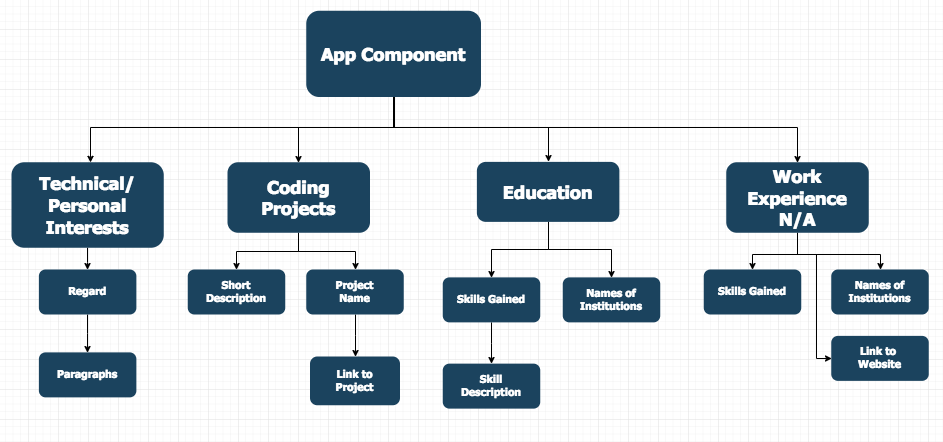 App Component
Technical/
Personal
Interests
Coding
Projects
Education
Work
Experience
N/A
Regard
Short
Description
Project
Name
Skills Gained
Names of
Institutions
Skills Gained
Names of
Institutions
Paragraphs
Link to
Project
Skill
Description
Link to
Website